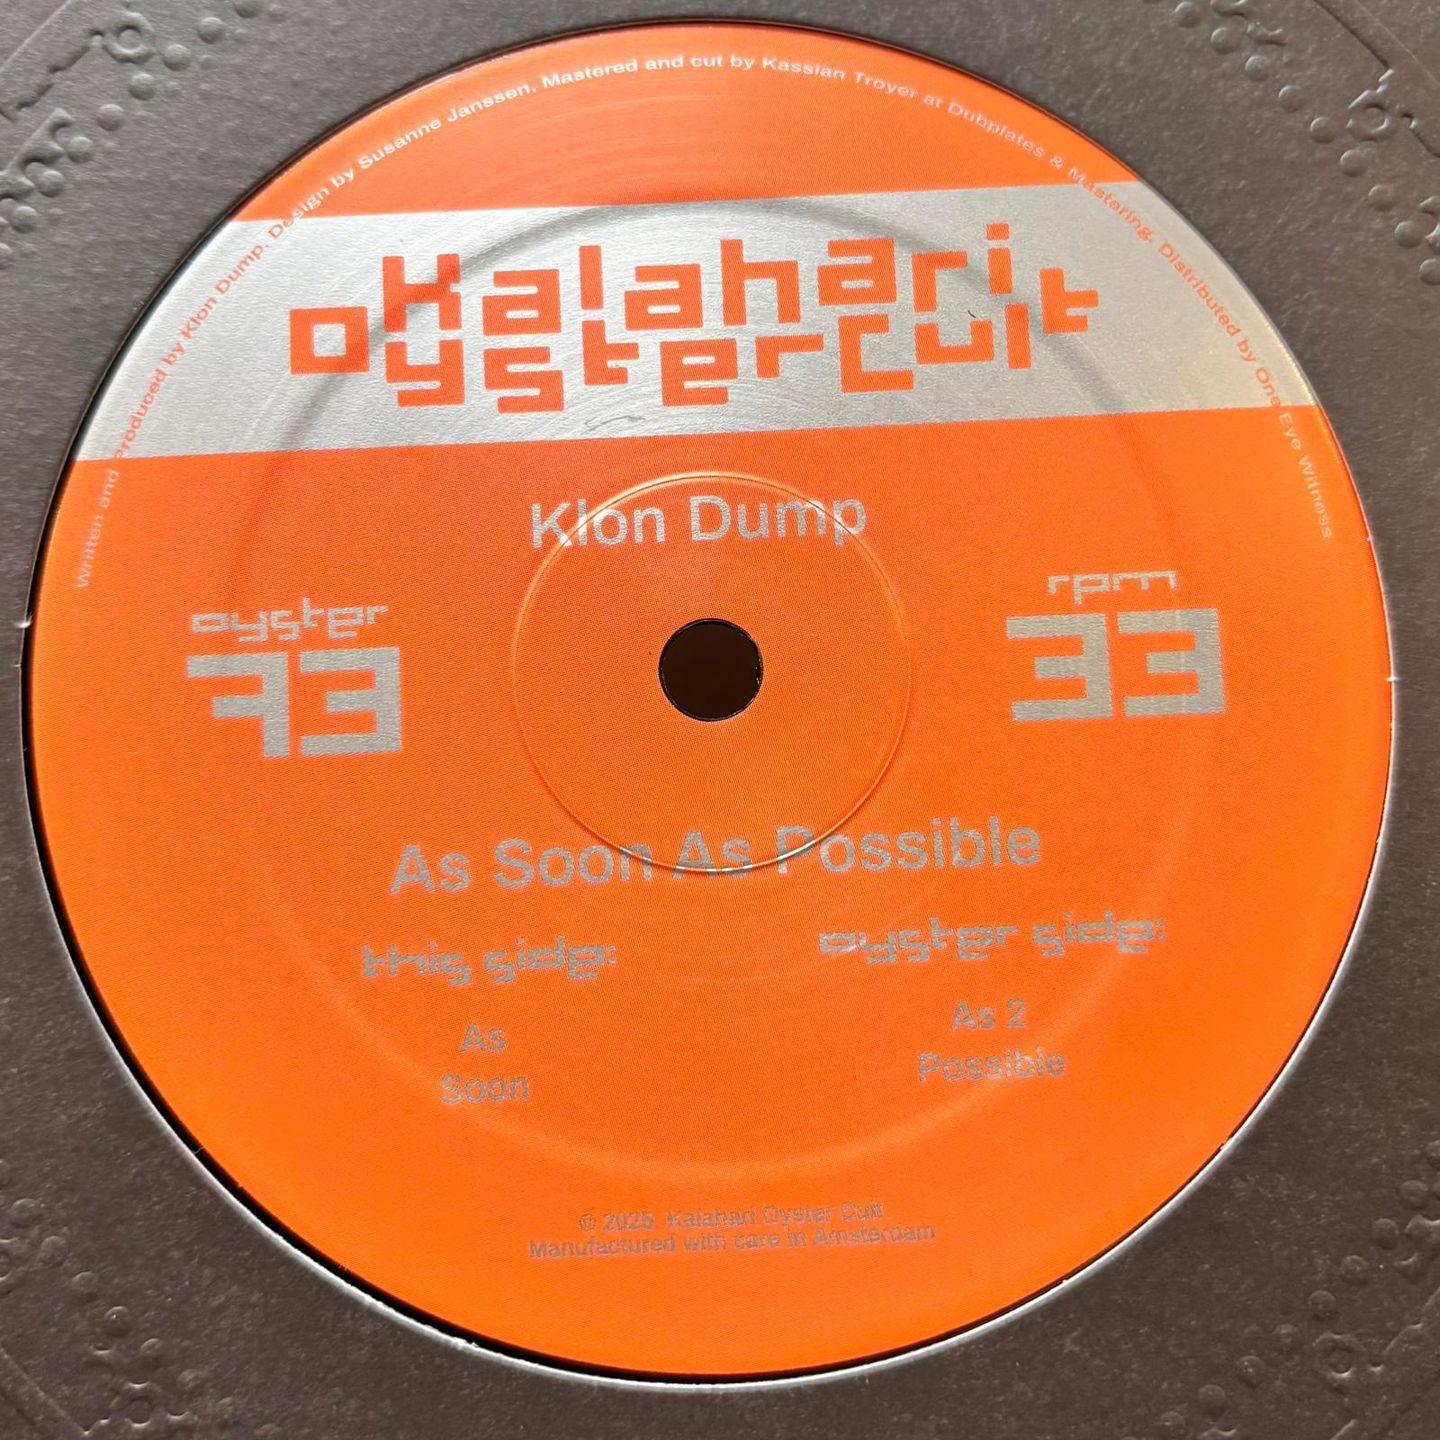 Written and Produced by Klon Dump. Design by Susanne Janssen. Mastered and cut by Kassian Troyer at Dubplates & Mastering. Distributed by One Eye Witness
Kalahari
oystercult
Klon Dump
oyster
73
rpm
33
As Soon As Possible
this side:
As
Soon
oyster side:
As 2
Possible
© 2025. Kalahari Oyster Cult
Manufactured with care in Amsterdam